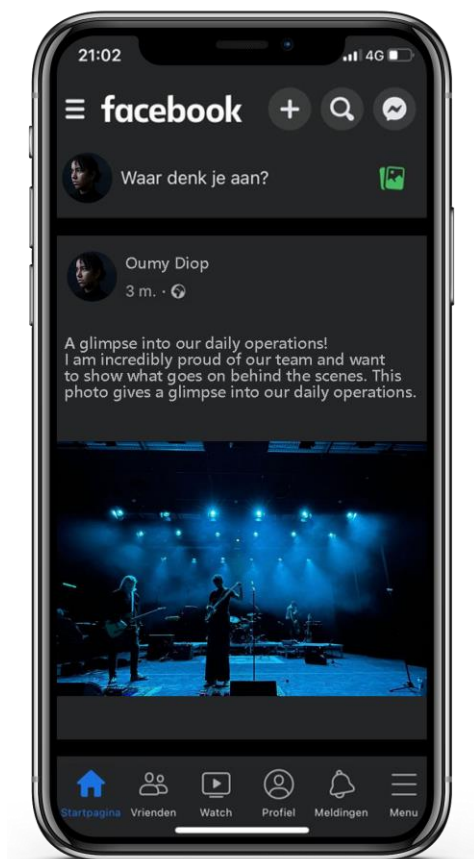 21:02
4G
facebook
Waar denk je aan?
Oumy Diop
3 m. ·
A glimpse into our daily operations!
I am incredibly proud of our team and want
to show what goes on behind the scenes. This
photo gives a glimpse into our daily operations.
Startpagina Vrienden Watch Profiel Meldingen Menu